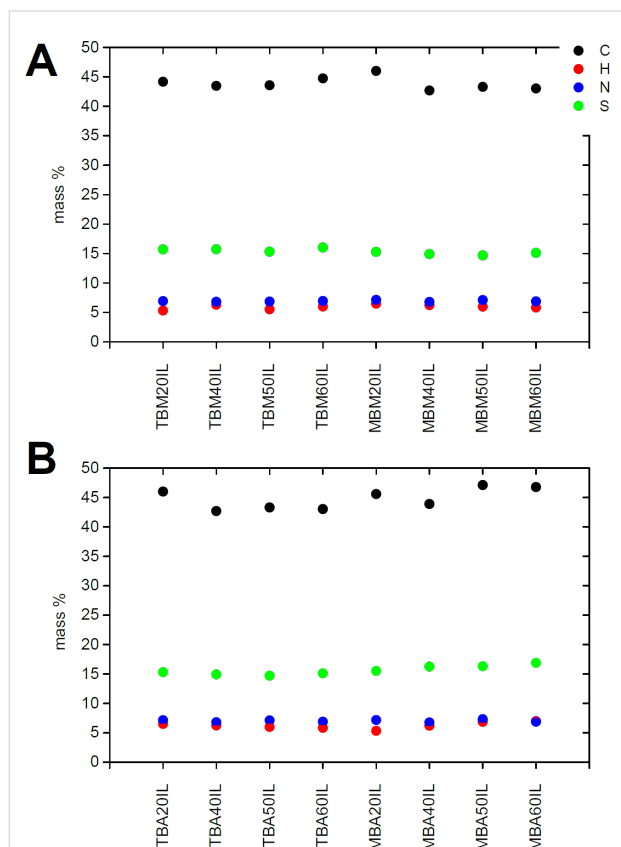 A
50
45
40
35
30
25
20
15
10
5
0
mass %
C
H
N
S
TBM20IL
TBM40IL
TBM50IL
TBM60IL
MBM20IL
MBM40IL
MBM50IL
MBM60IL
B
50
45
40
35
30
25
20
15
10
5
0
mass %
TBA20IL
TBA40IL
TBA50IL
TBA60IL
MBA20IL
MBA40IL
MBA50IL
MBA60IL